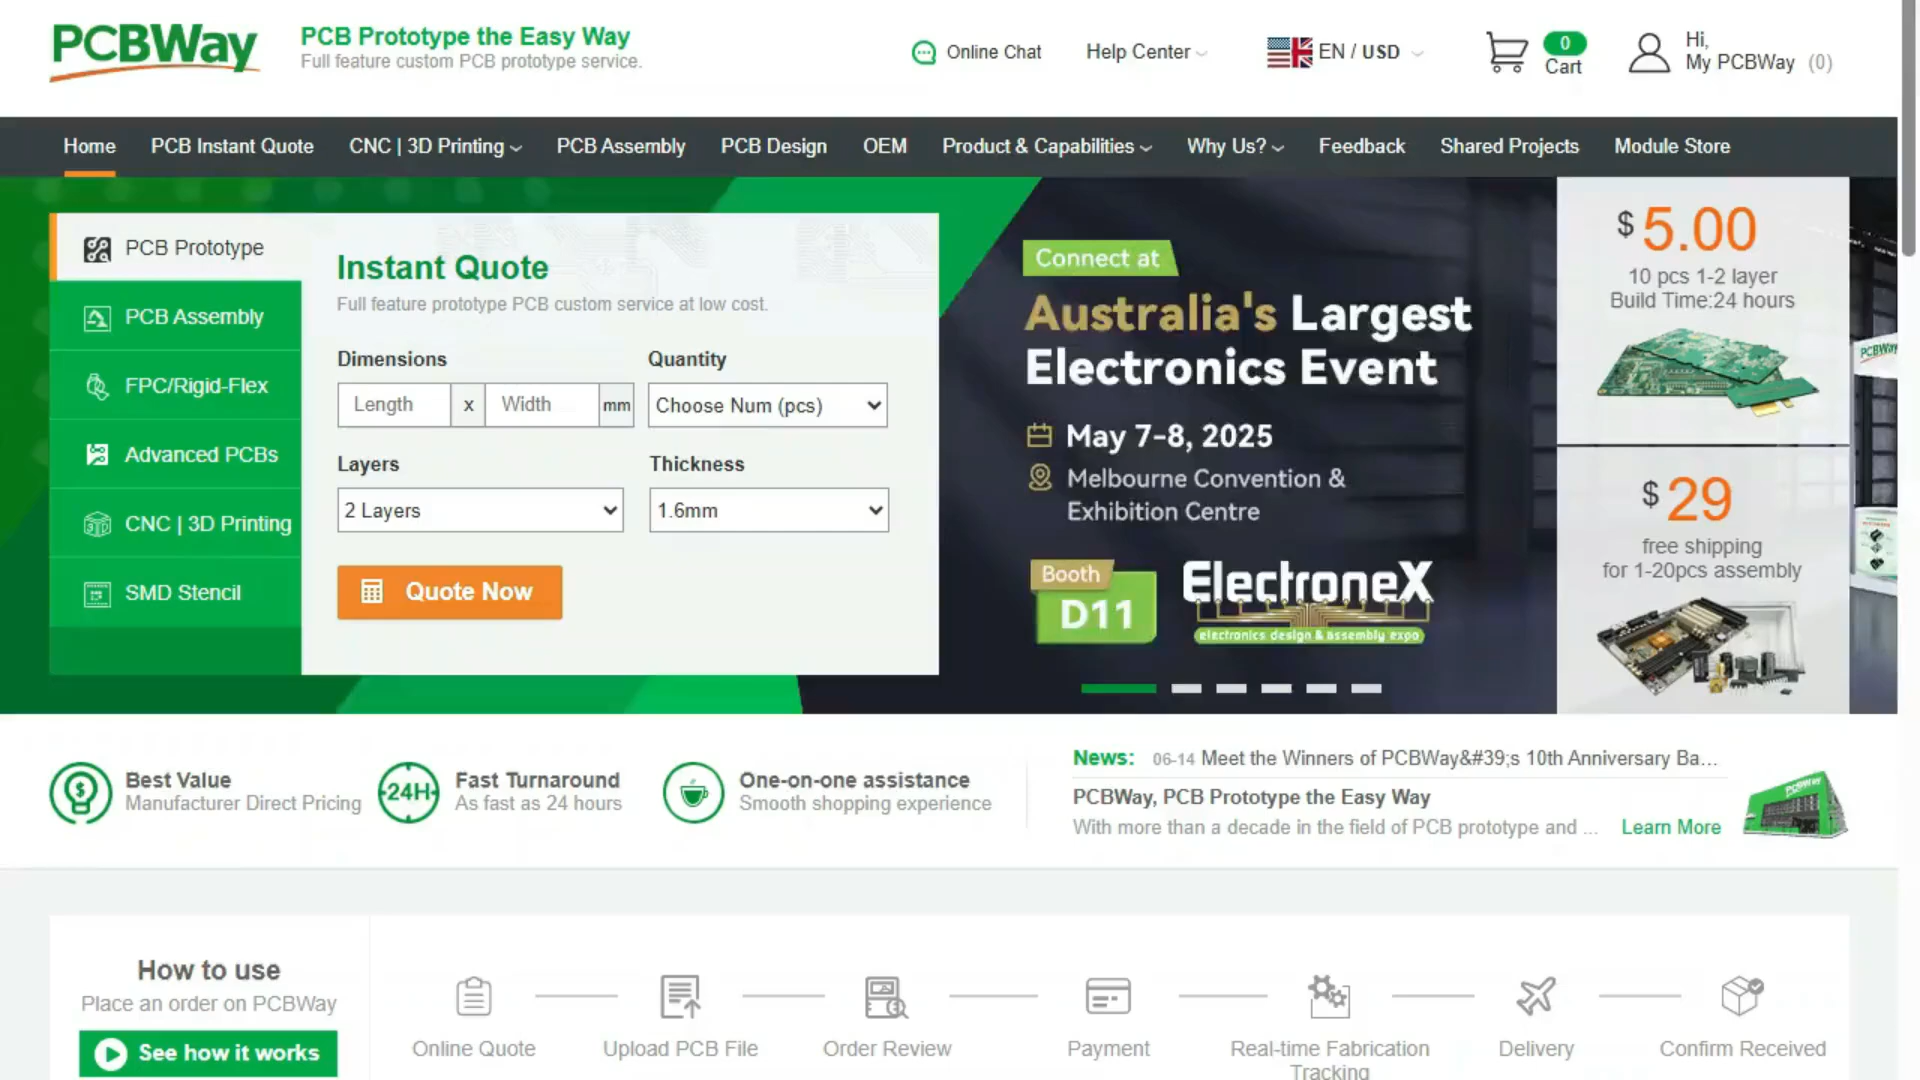 PCBWay
PCB Prototype the Easy Way
Full feature custom PCB prototype service.
Online Chat
Help Center
EN / USD
0
Cart
Hi,
My PCBWay (0)
Home
PCB Instant Quote
CNC | 3D Printing
PCB Assembly
PCB Design
OEM
Product & Capabilities
Why Us?
Feedback
Shared Projects
Module Store
PCB Prototype
PCB Assembly
FPC/Rigid-Flex
Advanced PCBs
CNC | 3D Printing
SMD Stencil
Instant Quote
Full feature prototype PCB custom service at low cost.
Dimensions
Quantity
Length x Width mm
Choose Num (pcs)
Layers
Thickness
2 Layers
1.6mm
Quote Now
Connect at
Australia's Largest
Electronics Event
May 7-8, 2025
Melbourne Convention &
Exhibition Centre
Booth
D11
ElectroneX
electronics design & assembly expo
$ 5.00
10 pcs 1-2 layer
Build Time:24 hours
$ 29
free shipping
for 1-20pcs assembly
PCBWay
Best Value
Manufacturer Direct Pricing
24H
Fast Turnaround
As fast as 24 hours
One-on-one assistance
Smooth shopping experience
News: 06-14 Meet the Winners of PCBWay&#39;s 10th Anniversary Ba...
PCBWay, PCB Prototype the Easy Way
With more than a decade in the field of PCB prototype and ... Learn More
PCBWay
How to use
Place an order on PCBWay
See how it works
Online Quote
Upload PCB File
Order Review
Payment
Real-time Fabrication
Tracking
Delivery
Confirm Received